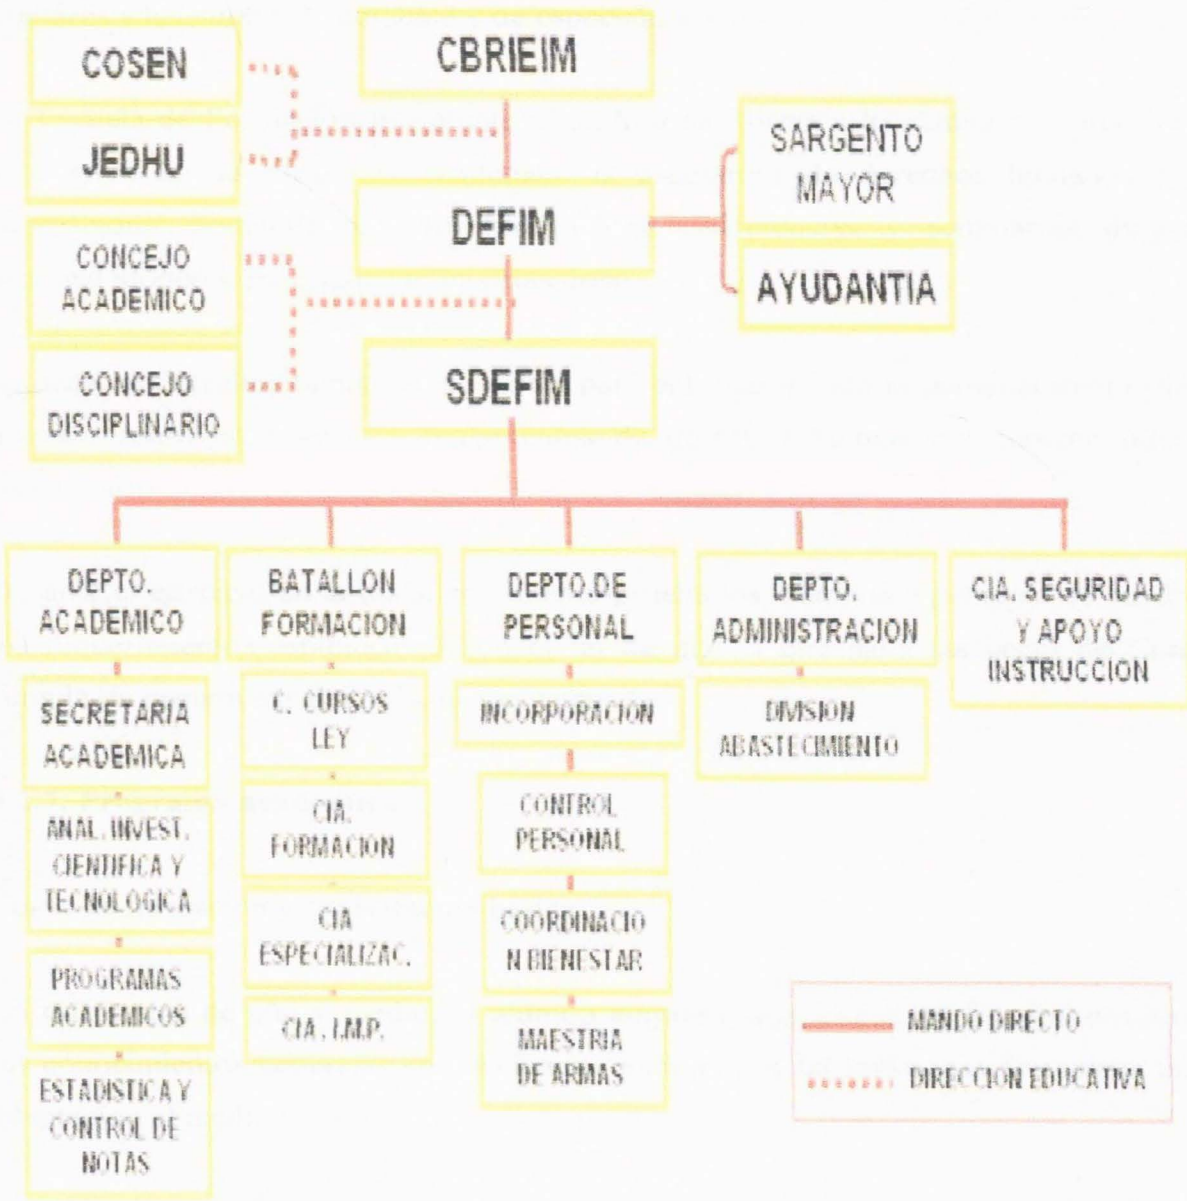 COSEN
CBRIEIM
JEDHU
SARGENTO
MAYOR
DEFIM
CONCEJO
ACADEMICO
AYUDANTIA
CONCEJO
DISCIPLINARIO
SDEFIM
DEPTO.
ACADEMICO
SECRETARIA
ACADEMICA
ANAL. INVEST.
CIENTIFICA Y
TECNOLOGICA
PROGRAMAS
ACADEMICOS
ESTADISTICA Y
CONTROL DE
NOTAS
BATALLON
FORMACION
C. CURSOS
LEY
CIA.
FORMACION
CIA
ESPECIALIZAC.
CIA. I.M.P.
DEPTO.DE
PERSONAL
INCORPORACION
CONTROL
PERSONAL
COORDINACIO
N BIENESTAR
MAESTRIA
DE ARMAS
DEPTO.
ADMINISTRACION
DIVISION
ABASTECIMIENTO
CIA. SEGURIDAD
Y APOYO
INSTRUCCION
MANDO DIRECTO
DIRECCION EDUCATIVA